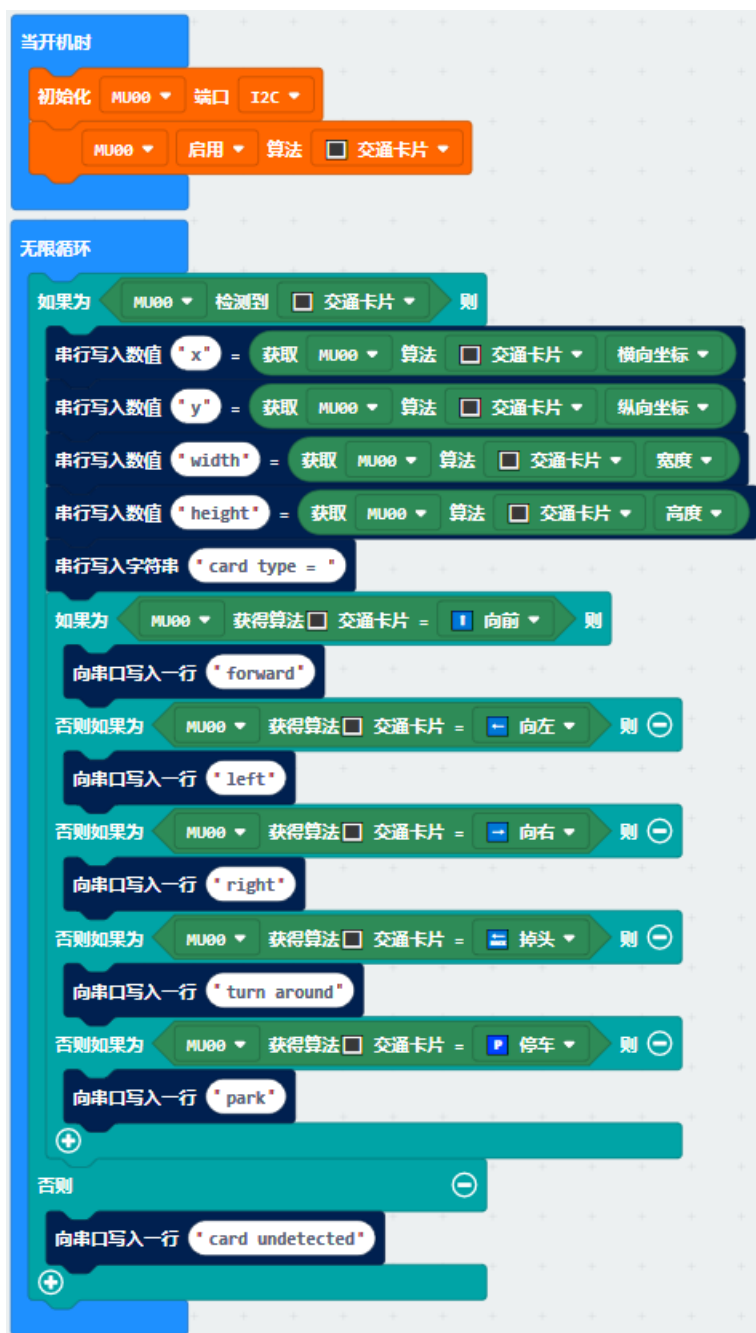 当开机时
初始化 MU00 端口 I2C
MU00 启用 算法 交通卡片
无限循环
如果为 MU00 检测到 交通卡片 则
串行写入数值 "x" = 获取 MU00 算法 交通卡片 横向坐标
串行写入数值 "y" = 获取 MU00 算法 交通卡片 纵向坐标
串行写入数值 "width" = 获取 MU00 算法 交通卡片 宽度
串行写入数值 "height" = 获取 MU00 算法 交通卡片 高度
串行写入字符串 "card type = "
如果为 MU00 获得算法 交通卡片 = 向前 则
向串口写入一行 "forward"
否则如果为 MU00 获得算法 交通卡片 = 向左 则
向串口写入一行 "left"
否则如果为 MU00 获得算法 交通卡片 = 向右 则
向串口写入一行 "right"
否则如果为 MU00 获得算法 交通卡片 = 掉头 则
向串口写入一行 "turn around"
否则如果为 MU00 获得算法 交通卡片 = P 停车 则
向串口写入一行 "park"
否则
向串口写入一行 "card undetected"